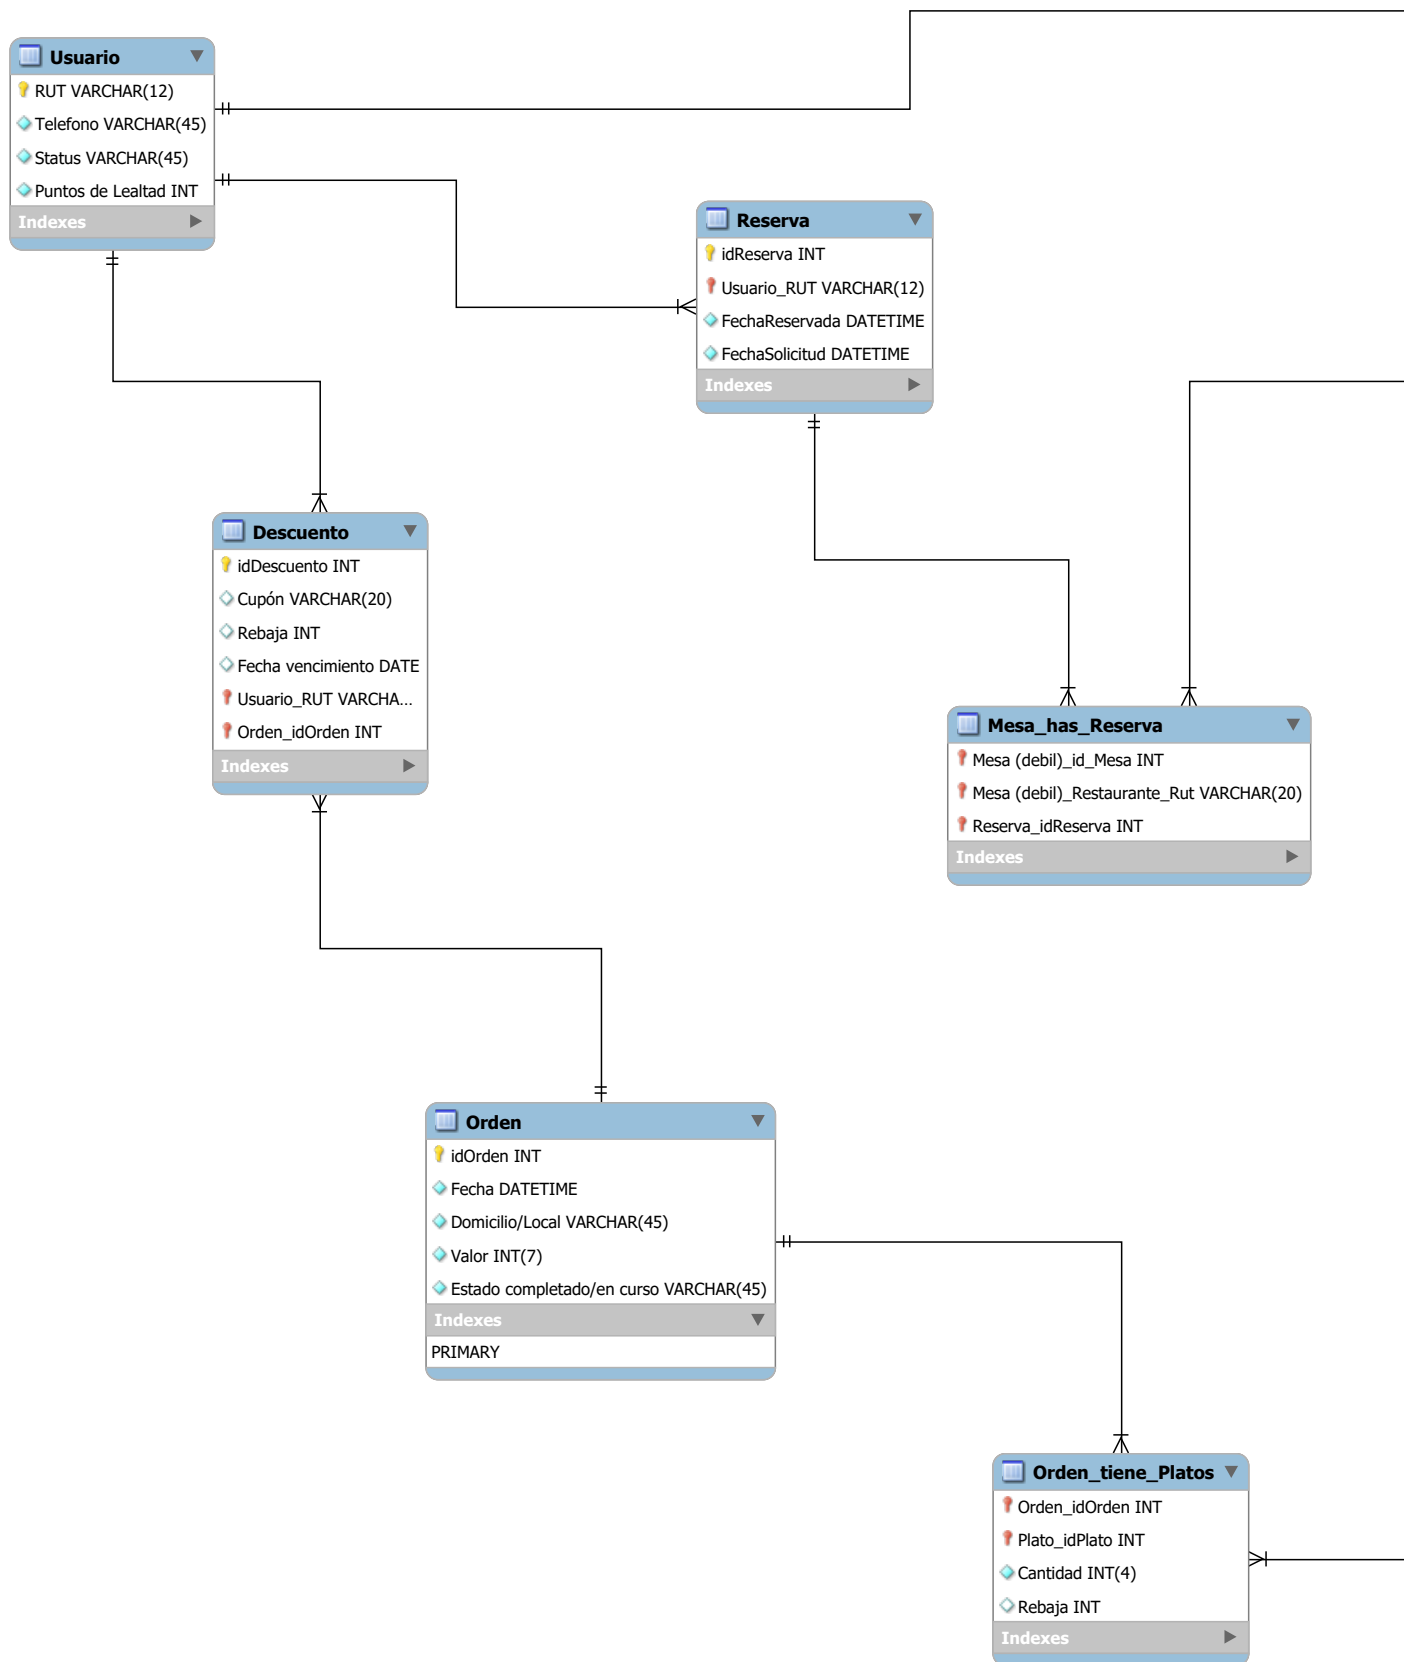 Usuario
RUT VARCHAR(12)
Telefono VARCHAR(45)
Status VARCHAR(45)
Puntos de Lealtad INT
Indexes
Reserva
idReserva INT
Usuario_RUT VARCHAR(12)
FechaReservada DATETIME
FechaSolicitud DATETIME
Indexes
Descuento
idDescuento INT
Cupón VARCHAR(20)
Rebaja INT
Fecha vencimiento DATE
Usuario_RUT VARCHA...
Orden_idOrden INT
Indexes
Mesa_has_Reserva
Mesa (debil)_id_Mesa INT
Mesa (debil)_Restaurante_Rut VARCHAR(20)
Reserva_idReserva INT
Indexes
Orden
idOrden INT
Fecha DATETIME
Domicilio/Local VARCHAR(45)
Valor INT(7)
Estado completado/en curso VARCHAR(45)
Indexes
PRIMARY
Orden_tiene_Platos
Orden_idOrden INT
Plato_idPlato INT
Cantidad INT(4)
Rebaja INT
Indexes